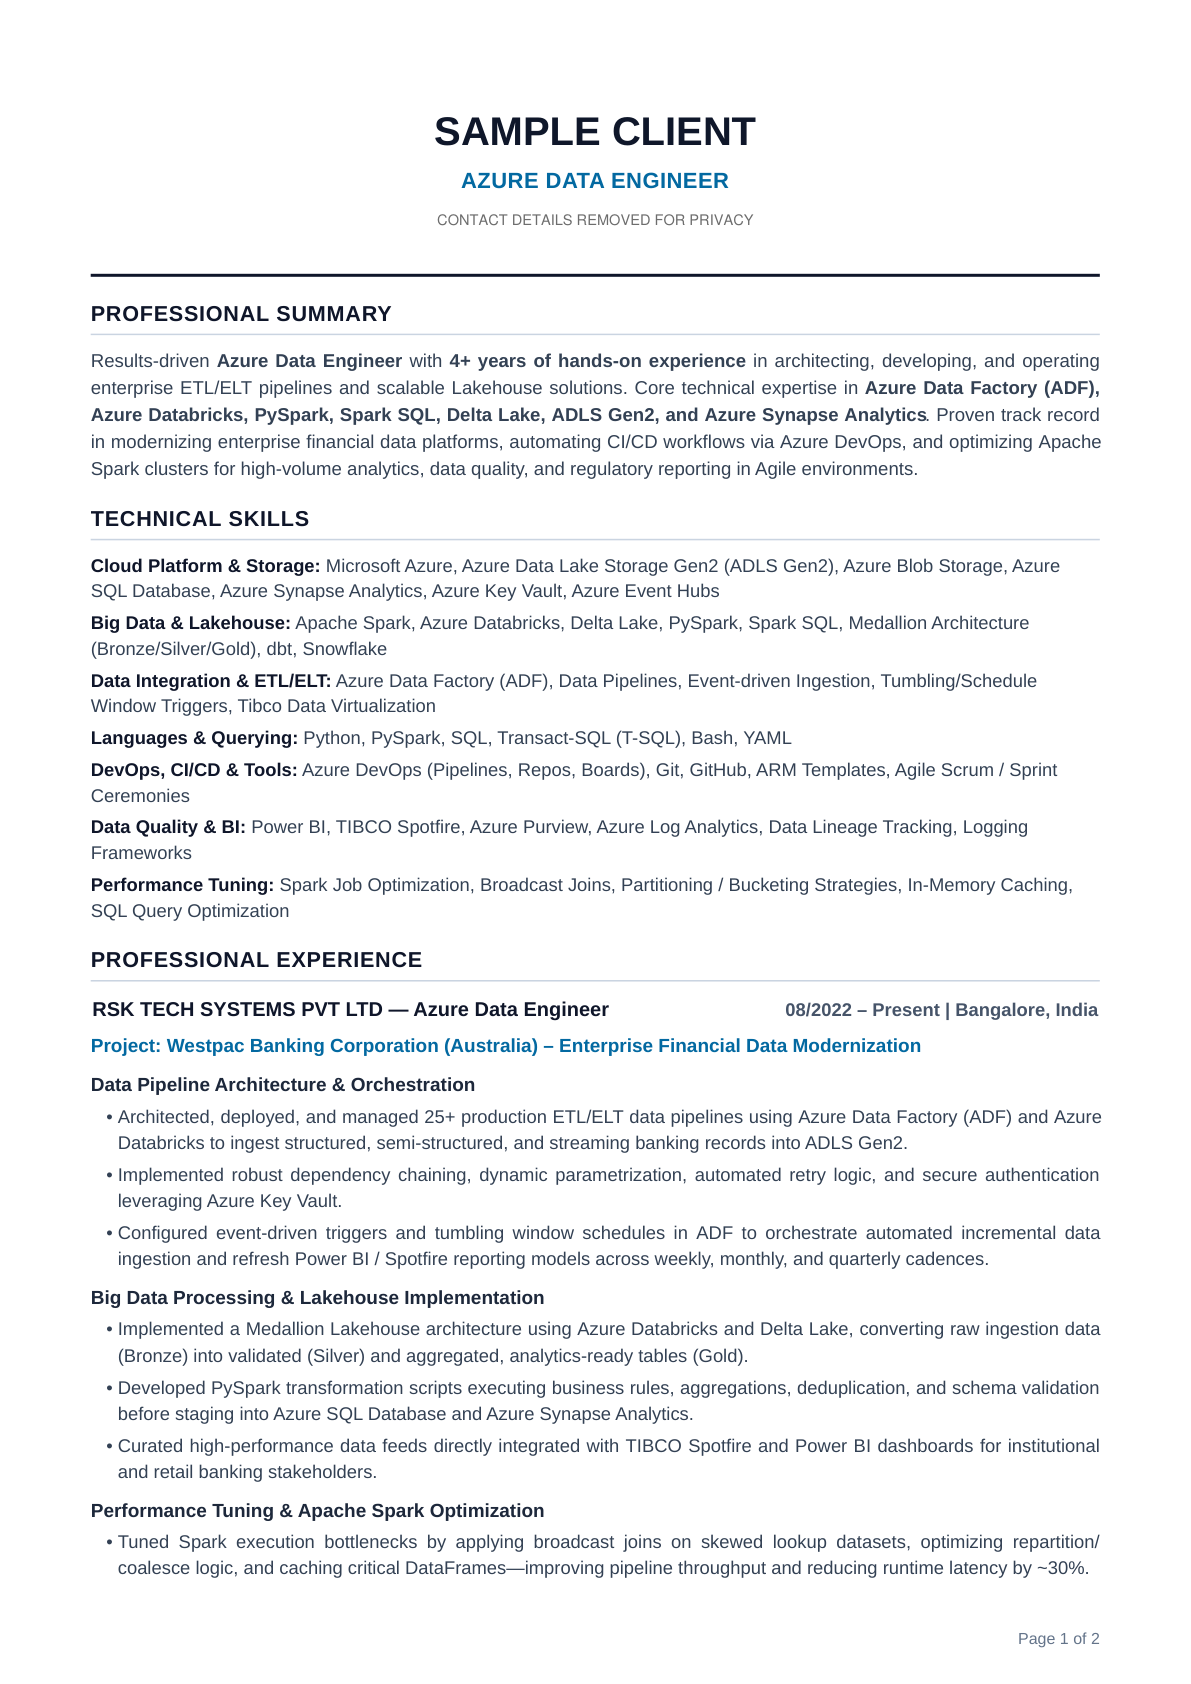 SAMPLE CLIENT
AZURE DATA ENGINEER
CONTACT DETAILS REMOVED FOR PRIVACY
PROFESSIONAL SUMMARY
Results-driven Azure Data Engineer with 4+ years of hands-on experience in architecting, developing, and operating
enterprise ETL/ELT pipelines and scalable Lakehouse solutions. Core technical expertise in Azure Data Factory (ADF),
Azure Databricks, PySpark, Spark SQL, Delta Lake, ADLS Gen2, and Azure Synapse Analytics. Proven track record
in modernizing enterprise financial data platforms, automating CI/CD workflows via Azure DevOps, and optimizing Apache
Spark clusters for high-volume analytics, data quality, and regulatory reporting in Agile environments.
TECHNICAL SKILLS
Cloud Platform & Storage: Microsoft Azure, Azure Data Lake Storage Gen2 (ADLS Gen2), Azure Blob Storage, Azure
SQL Database, Azure Synapse Analytics, Azure Key Vault, Azure Event Hubs
Big Data & Lakehouse: Apache Spark, Azure Databricks, Delta Lake, PySpark, Spark SQL, Medallion Architecture
(Bronze/Silver/Gold), dbt, Snowflake
Data Integration & ETL/ELT: Azure Data Factory (ADF), Data Pipelines, Event-driven Ingestion, Tumbling/Schedule
Window Triggers, Tibco Data Virtualization
Languages & Querying: Python, PySpark, SQL, Transact-SQL (T-SQL), Bash, YAML
DevOps, CI/CD & Tools: Azure DevOps (Pipelines, Repos, Boards), Git, GitHub, ARM Templates, Agile Scrum / Sprint
Ceremonies
Data Quality & BI: Power BI, TIBCO Spotfire, Azure Purview, Azure Log Analytics, Data Lineage Tracking, Logging
Frameworks
Performance Tuning: Spark Job Optimization, Broadcast Joins, Partitioning / Bucketing Strategies, In-Memory Caching,
SQL Query Optimization
PROFESSIONAL EXPERIENCE
RSK TECH SYSTEMS PVT LTD — Azure Data Engineer 08/2022 – Present | Bangalore, India
Project: Westpac Banking Corporation (Australia) – Enterprise Financial Data Modernization
Data Pipeline Architecture & Orchestration
• Architected, deployed, and managed 25+ production ETL/ELT data pipelines using Azure Data Factory (ADF) and Azure
Databricks to ingest structured, semi-structured, and streaming banking records into ADLS Gen2.
• Implemented robust dependency chaining, dynamic parametrization, automated retry logic, and secure authentication
leveraging Azure Key Vault.
• Configured event-driven triggers and tumbling window schedules in ADF to orchestrate automated incremental data
ingestion and refresh Power BI / Spotfire reporting models across weekly, monthly, and quarterly cadences.
Big Data Processing & Lakehouse Implementation
• Implemented a Medallion Lakehouse architecture using Azure Databricks and Delta Lake, converting raw ingestion data
(Bronze) into validated (Silver) and aggregated, analytics-ready tables (Gold).
• Developed PySpark transformation scripts executing business rules, aggregations, deduplication, and schema validation
before staging into Azure SQL Database and Azure Synapse Analytics.
• Curated high-performance data feeds directly integrated with TIBCO Spotfire and Power BI dashboards for institutional
and retail banking stakeholders.
Performance Tuning & Apache Spark Optimization
• Tuned Spark execution bottlenecks by applying broadcast joins on skewed lookup datasets, optimizing repartition/
coalesce logic, and caching critical DataFrames—improving pipeline throughput and reducing runtime latency by ~30%.
Page 1 of 2